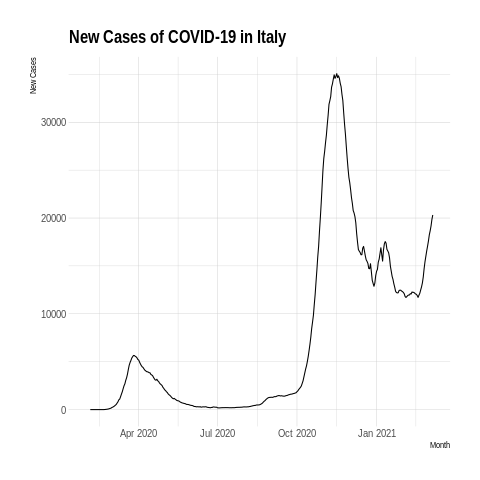 New Cases of COVID-19 in Italy
New Cases
30000
20000
10000
0
Apr 2020
Jul 2020
Oct 2020
Jan 2021
Month